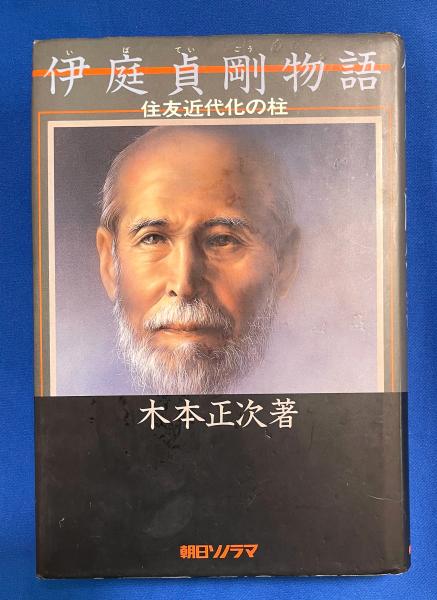 いばていごう
伊庭貞剛物語
住友近代化の柱
木本正次著
朝日ソノラマ